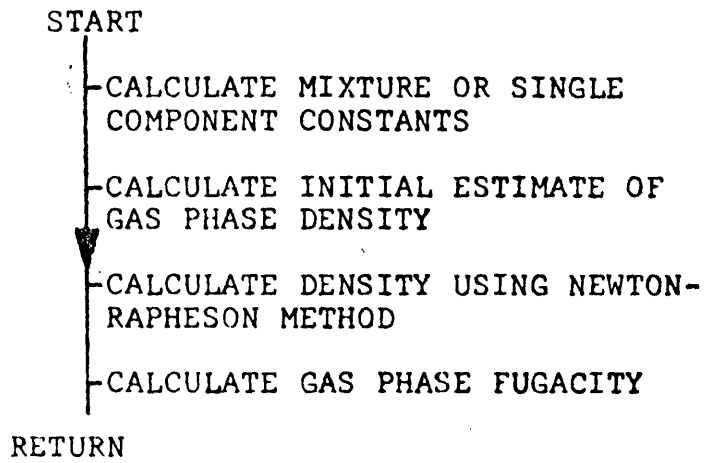 START
CALCULATE MIXTURE OR SINGLE
COMPONENT CONSTANTS
CALCULATE INITIAL ESTIMATE OF
GAS PHASE DENSITY
CALCULATE DENSITY USING NEWTON-
RAPHESON METHOD
CALCULATE GAS PHASE FUGACITY
RETURN